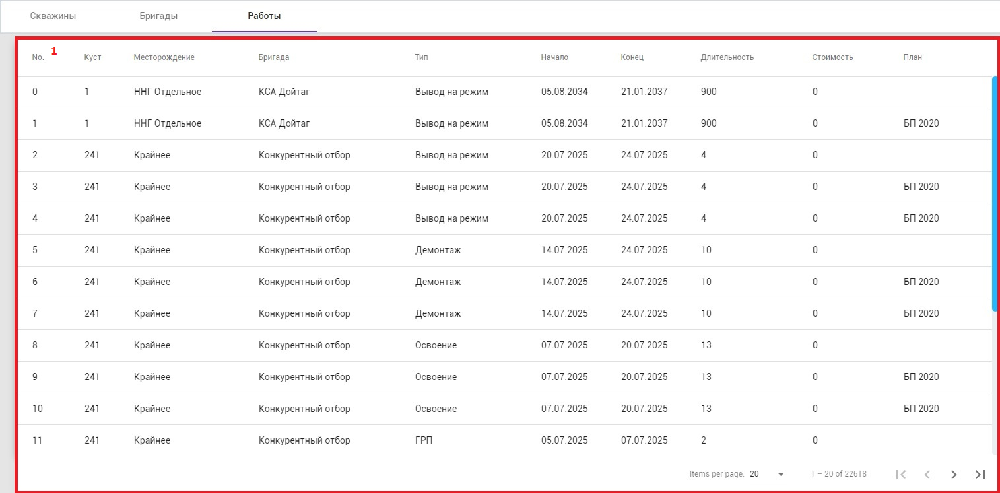 Скважины Бригады Работы
1
No. Куст Месторождение Бригада Тип Начало Конец Длительность Стоимость План
0 1 ННГ Отдельное КСА Дойтаг Вывод на режим 05.08.2034 21.01.2037 900 0
1 1 ННГ Отдельное КСА Дойтаг Вывод на режим 05.08.2034 21.01.2037 900 0 БП 2020
2 241 Крайнее Конкурентный отбор Вывод на режим 20.07.2025 24.07.2025 4 0
3 241 Крайнее Конкурентный отбор Вывод на режим 20.07.2025 24.07.2025 4 0 БП 2020
4 241 Крайнее Конкурентный отбор Вывод на режим 20.07.2025 24.07.2025 4 0 БП 2020
5 241 Крайнее Конкурентный отбор Демонтаж 14.07.2025 24.07.2025 10 0
6 241 Крайнее Конкурентный отбор Демонтаж 14.07.2025 24.07.2025 10 0 БП 2020
7 241 Крайнее Конкурентный отбор Демонтаж 14.07.2025 24.07.2025 10 0 БП 2020
8 241 Крайнее Конкурентный отбор Освоение 07.07.2025 20.07.2025 13 0
9 241 Крайнее Конкурентный отбор Освоение 07.07.2025 20.07.2025 13 0 БП 2020
10 241 Крайнее Конкурентный отбор Освоение 07.07.2025 20.07.2025 13 0 БП 2020
11 241 Крайнее Конкурентный отбор ГРП 05.07.2025 07.07.2025 2 0
Items per page: 20 1 – 20 of 22618